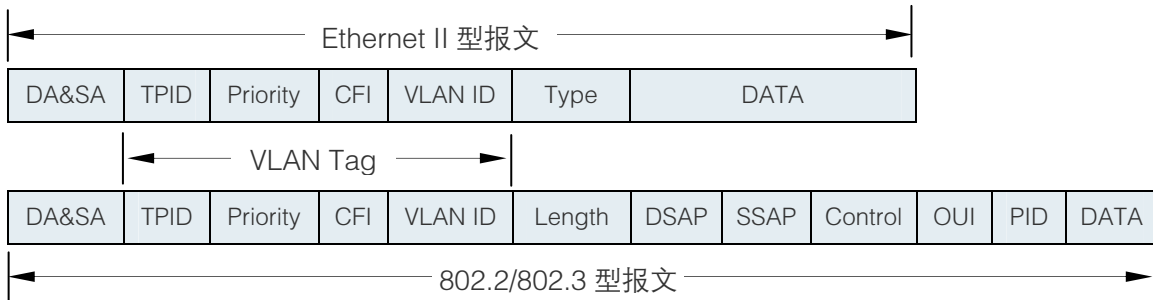 Ethernet II 型报文
DA&SA TPID Priority CFI VLAN ID Type DATA
VLAN Tag
DA&SA TPID Priority CFI VLAN ID Length DSAP SSAP Control OUI PID DATA
802.2/802.3 型报文